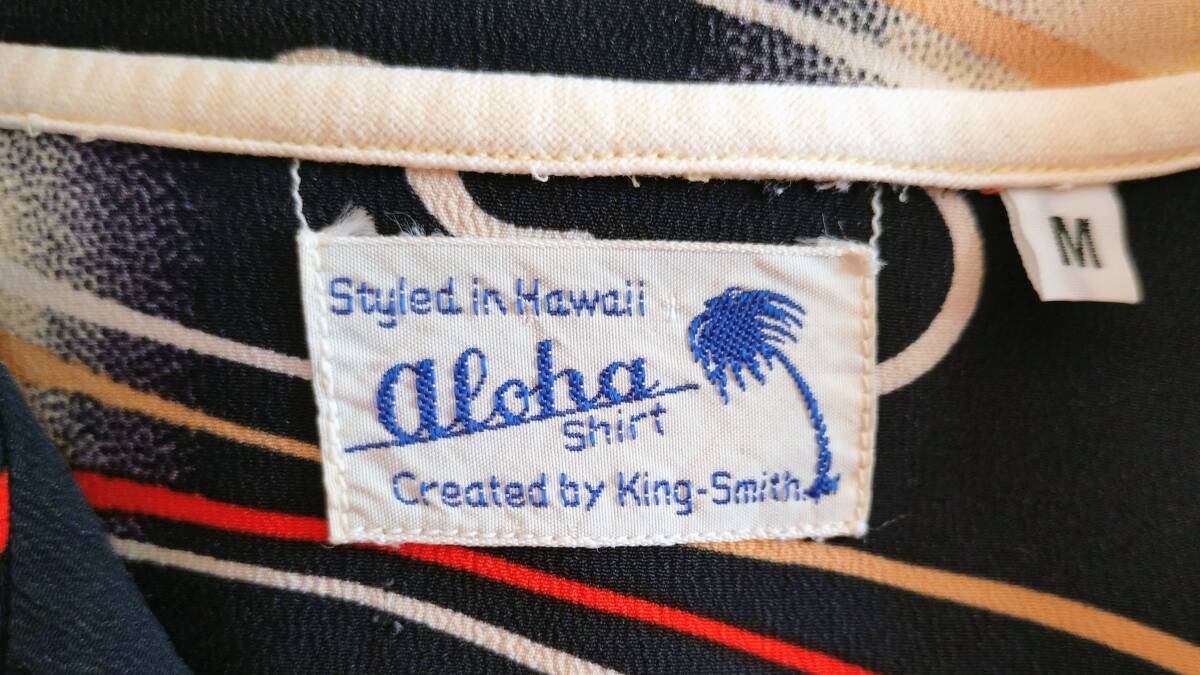 Styled in Hawaii
aloha
Shirt
Created by King-Smith.
M